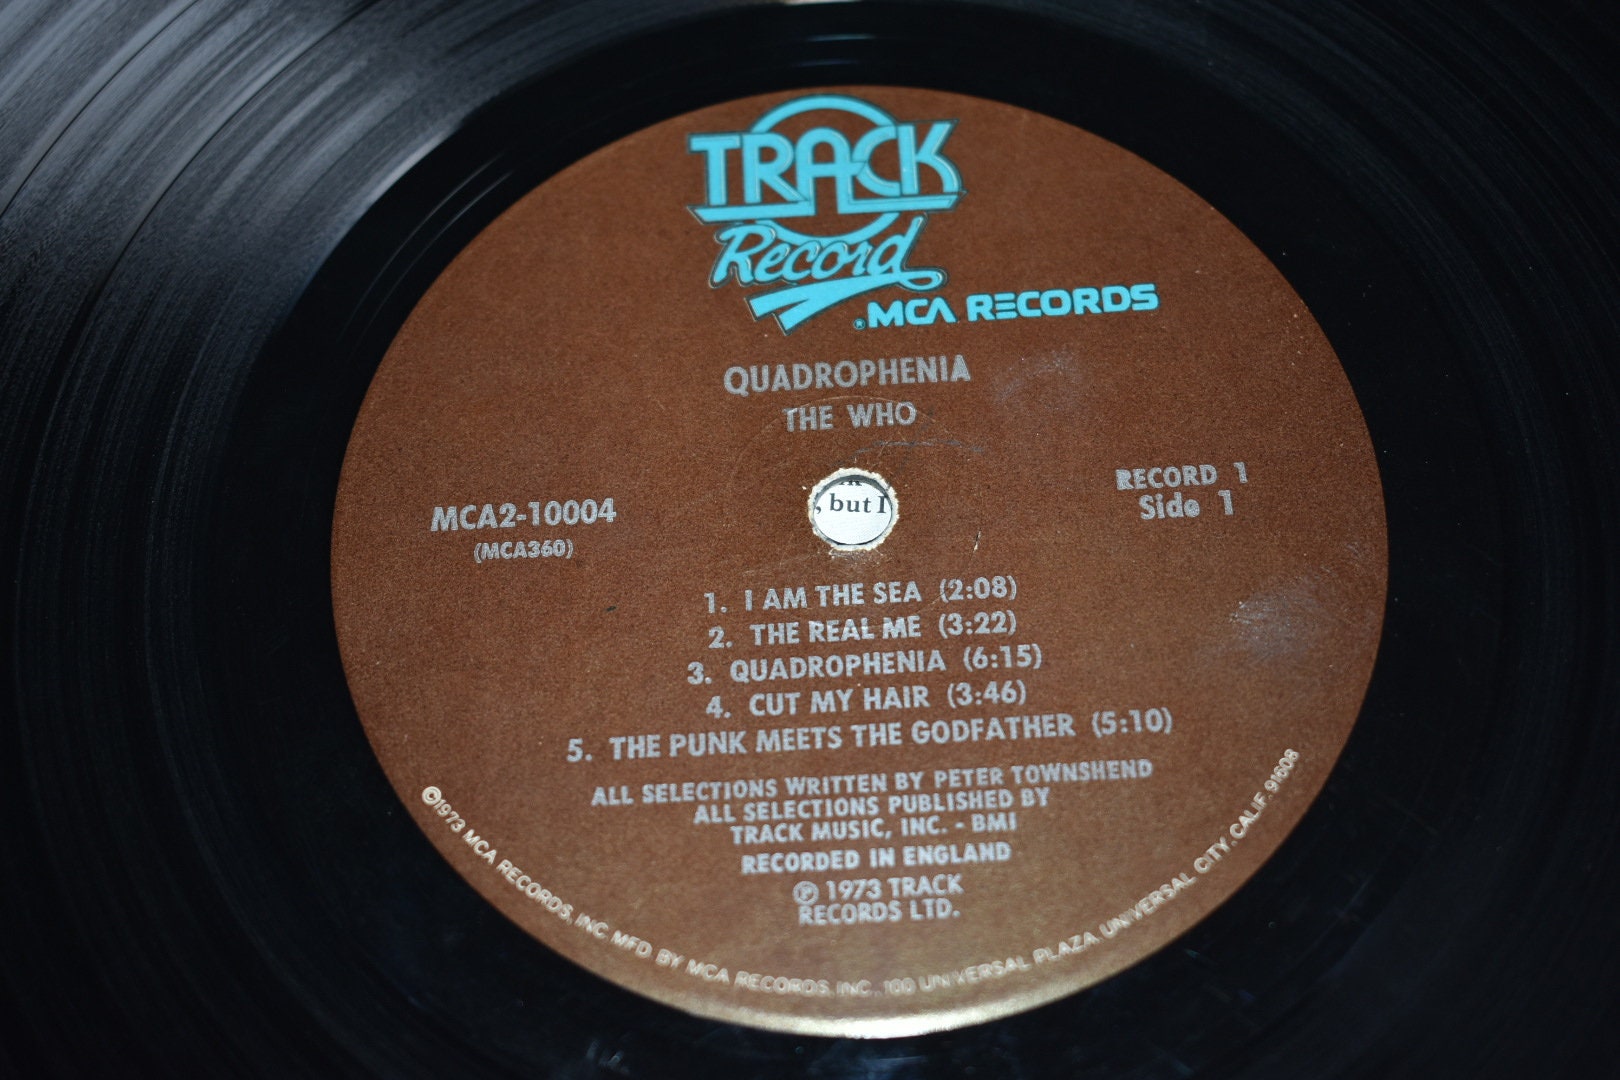 TRACK
Record
®MCA RECORDS
QUADROPHENIA
THE WHO
MCA2-10004
(MCA360)
RECORD 1
Side 1
, but I
1. I AM THE SEA (2:08)
2. THE REAL ME (3:22)
3. QUADROPHENIA (6:15)
4. CUT MY HAIR (3:46)
5. THE PUNK MEETS THE GODFATHER (5:10)
ALL SELECTIONS WRITTEN BY PETER TOWNSHEND
ALL SELECTIONS PUBLISHED BY
TRACK MUSIC, INC. - BMI
RECORDED IN ENGLAND
℗ 1973 TRACK
RECORDS LTD.
©1973 MCA RECORDS, INC. MFD. BY MCA RECORDS, INC., 100 UNIVERSAL PLAZA, UNIVERSAL CITY, CALIF. 91608